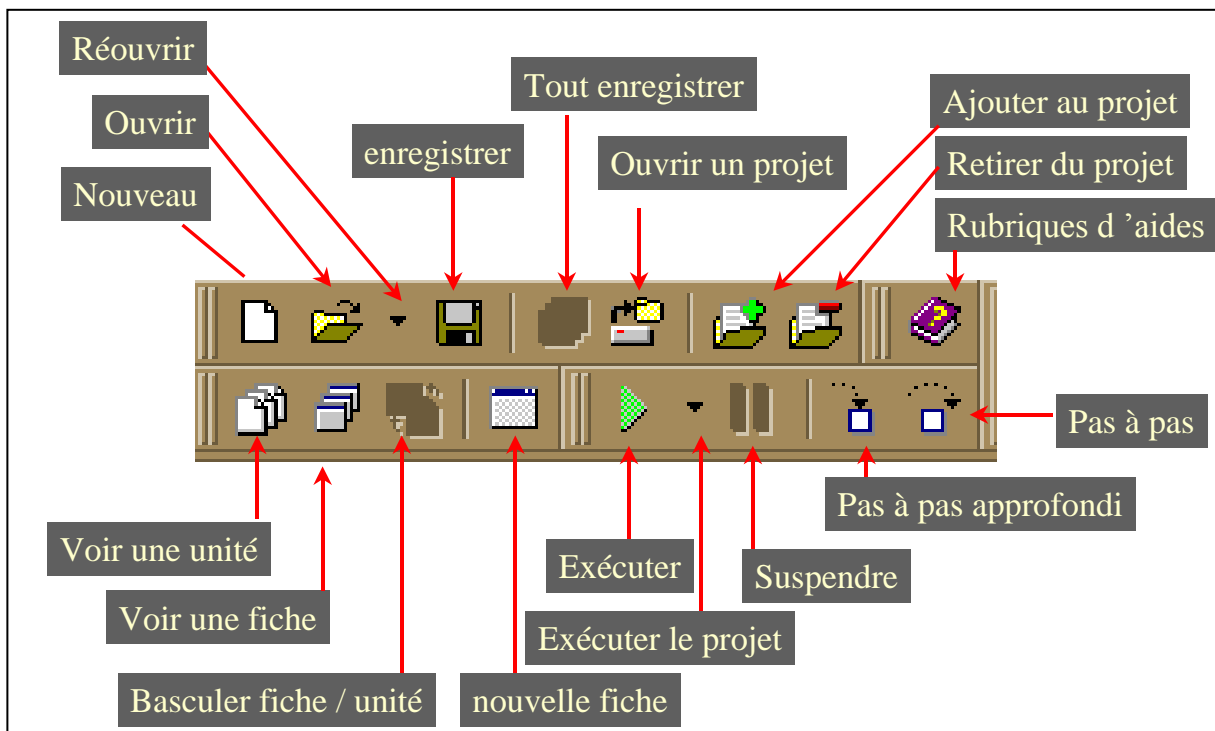 Réouvrir
Tout enregistrer
Ajouter au projet
Ouvrir
enregistrer
Ouvrir un projet
Retirer du projet
Nouveau
Rubriques d ’aides
?
Pas à pas
Pas à pas approfondi
Voir une unité
Exécuter
Suspendre
Voir une fiche
Exécuter le projet
Basculer fiche / unité
nouvelle fiche